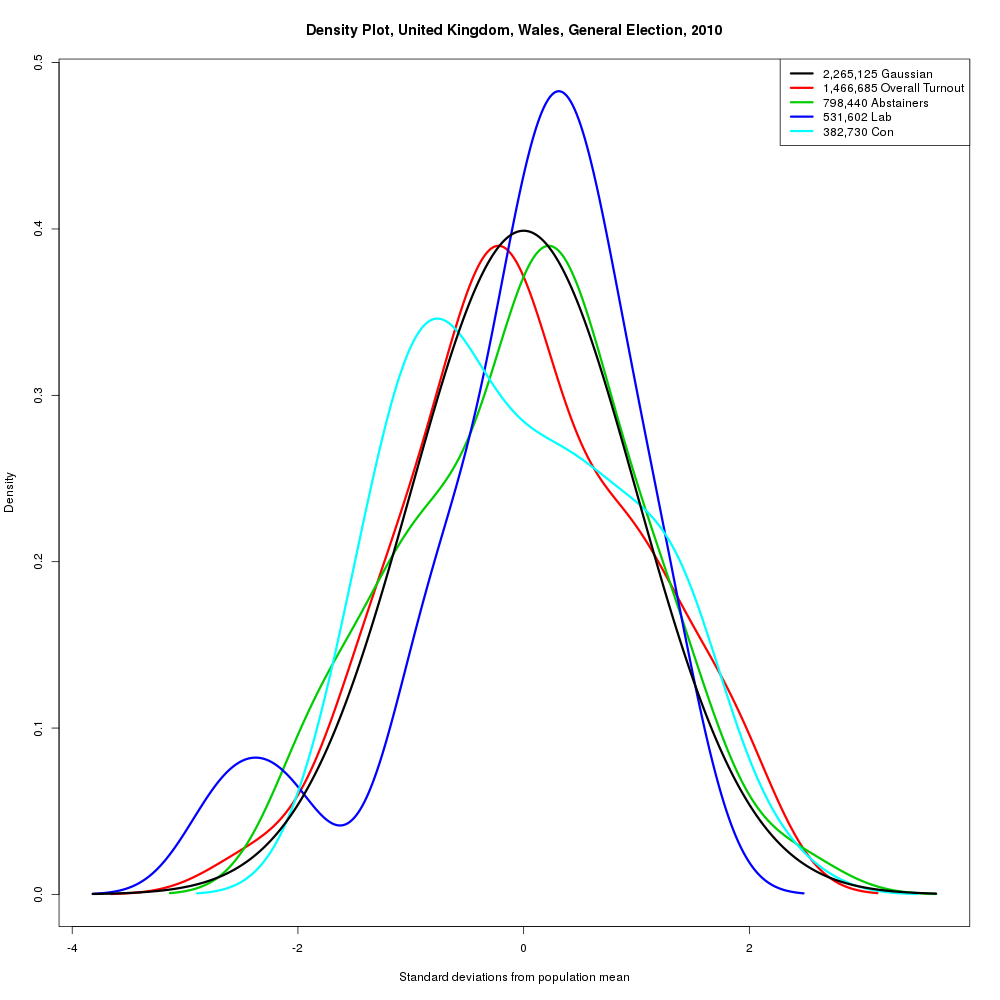 Density Plot, United Kingdom, Wales, General Election, 2010
2,265,125 Gaussian
1,466,685 Overall Turnout
798,440 Abstainers
531,602 Lab
382,730 Con
0.5
0.4
0.3
0.2
0.1
0.0
Density
-4
-2
0
2
Standard deviations from population mean